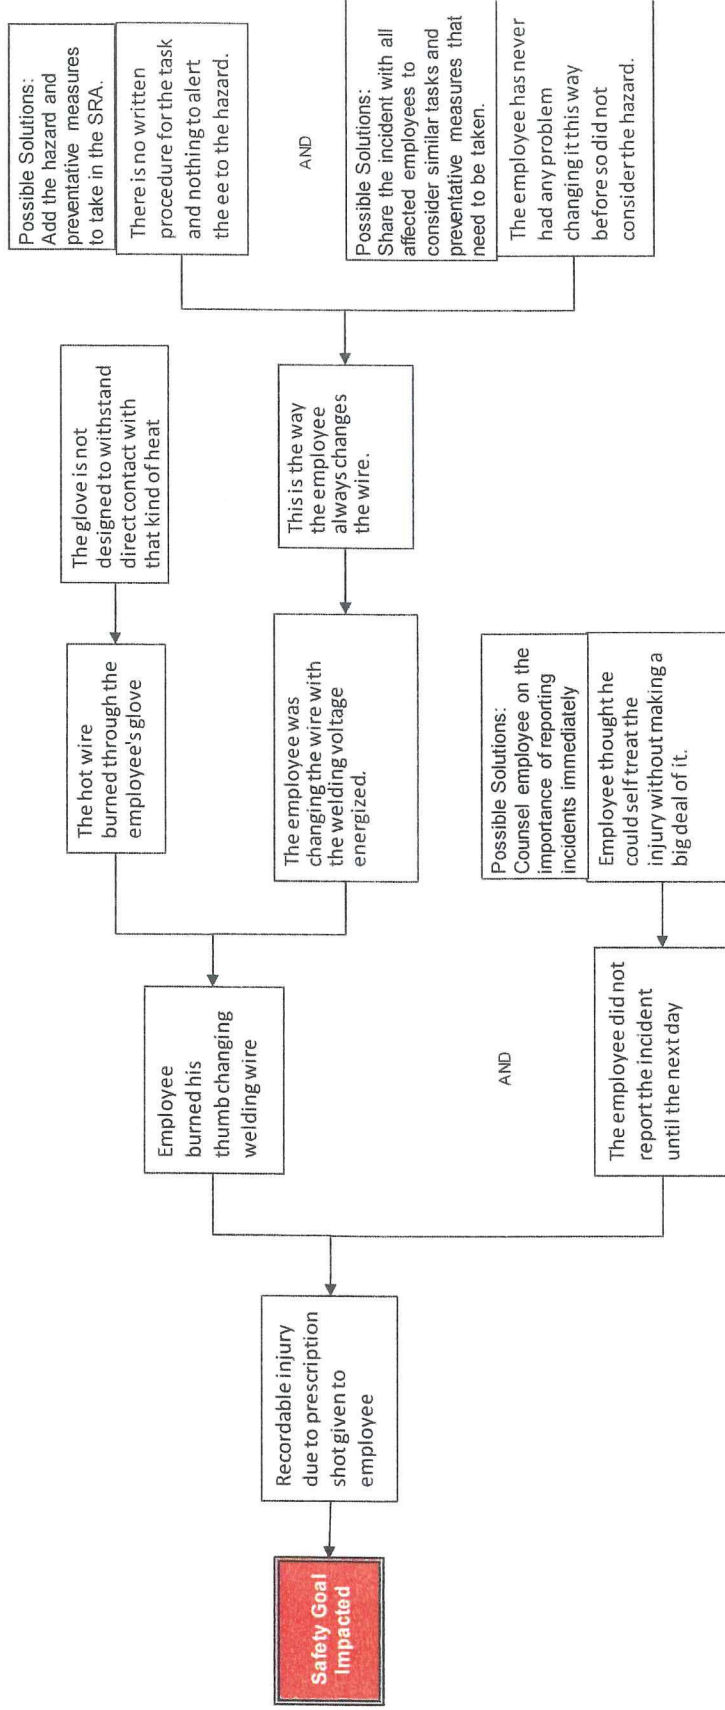 Safety Goal
Impacted
Recordable injury
due to prescription
shot given to
employee
Employee
burned his
thumb changing
welding wire
AND
The employee did not
report the incident
until the next day
The hot wire
burned through the
employee's glove
The employee was
changing the wire with
the welding voltage
energized.
Possible Solutions:
Counsel employee on the
importance of reporting
incidents immediately
Employee thought the
could self treat the
injury without making a
big deal of it.
The glove is not
designed to withstand
direct contact with
that kind of heat
This is the way
the employee
always changes
the wire.
Possible Solutions:
Add the hazard and
preventative measures
to take in the SRA.
There is no written
procedure for the task
and nothing to alert
the ee to the hazard.
AND
Possible Solutions:
Share the incident with all
affected employees to
consider similar tasks and
preventative measures that
need to be taken.
The employee has never
had any problem
changing it this way
before so did not
consider the hazard.